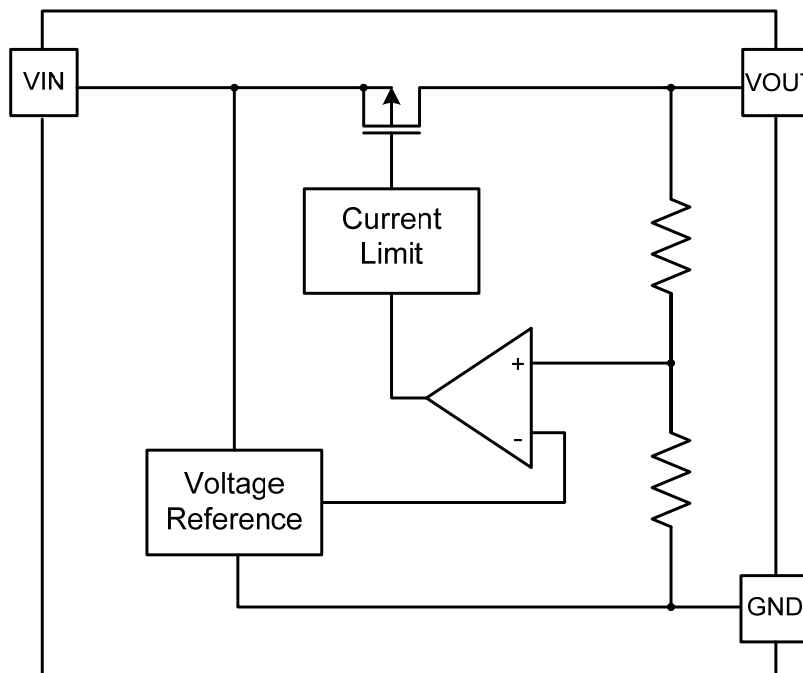 VIN
VOUT
Current
Limit
+
-
Voltage
Reference
GND